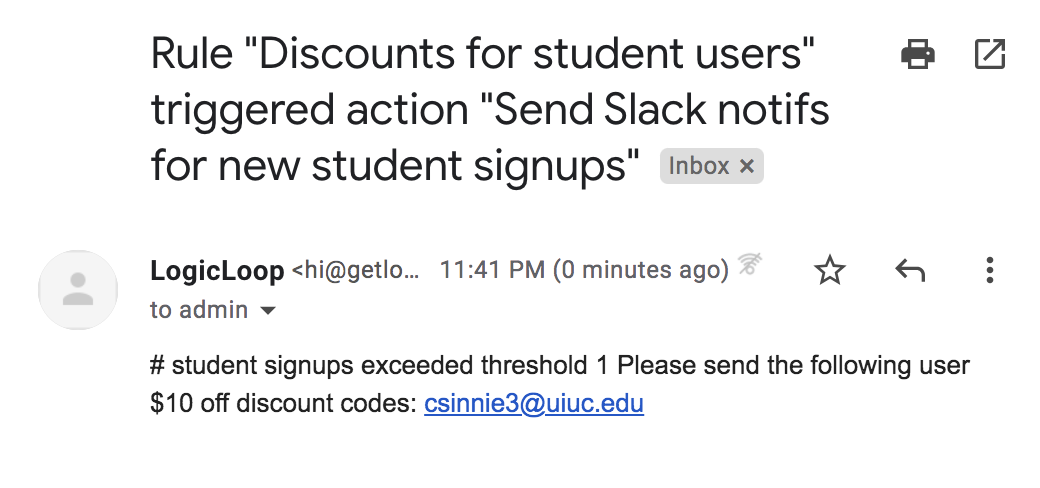 Rule "Discounts for student users"
triggered action "Send Slack notifs
for new student signups" Inbox ×
LogicLoop <hi@getlo... 11:41 PM (0 minutes ago)
to admin
# student signups exceeded threshold 1 Please send the following user
$10 off discount codes: csinnie3@uiuc.edu